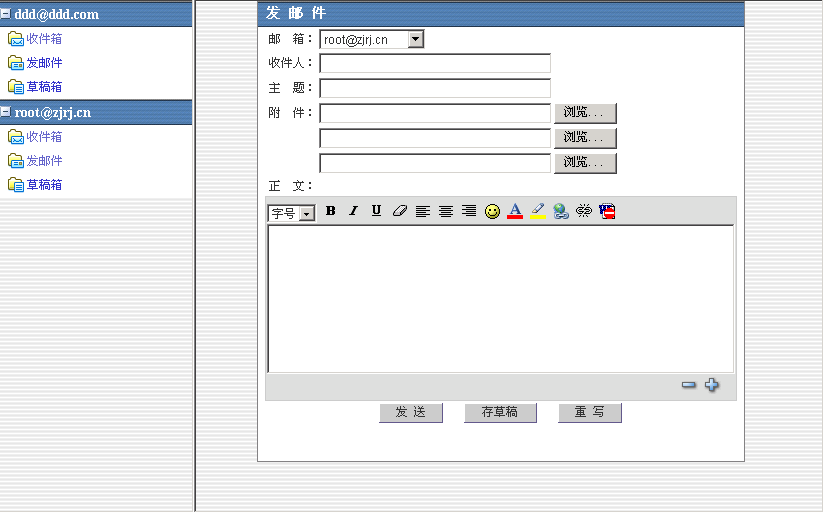 ddd@ddd.com
收件箱
发邮件
草稿箱
root@zjrj.cn
收件箱
发邮件
草稿箱
发 邮 件
邮 箱： root@zjrj.cn
收件人：
主 题：
附 件： 浏览...
浏览...
浏览...
正 文：
字号 B I U A
发 送 存草稿 重 写